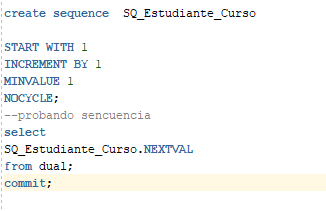 create sequence  SQ_Estudiante_Curso
START WITH 1
INCREMENT BY 1
MINVALUE 1
NOCYCLE;
--probando sencuencia
select
SQ_Estudiante_Curso.NEXTVAL
from dual;
commit;